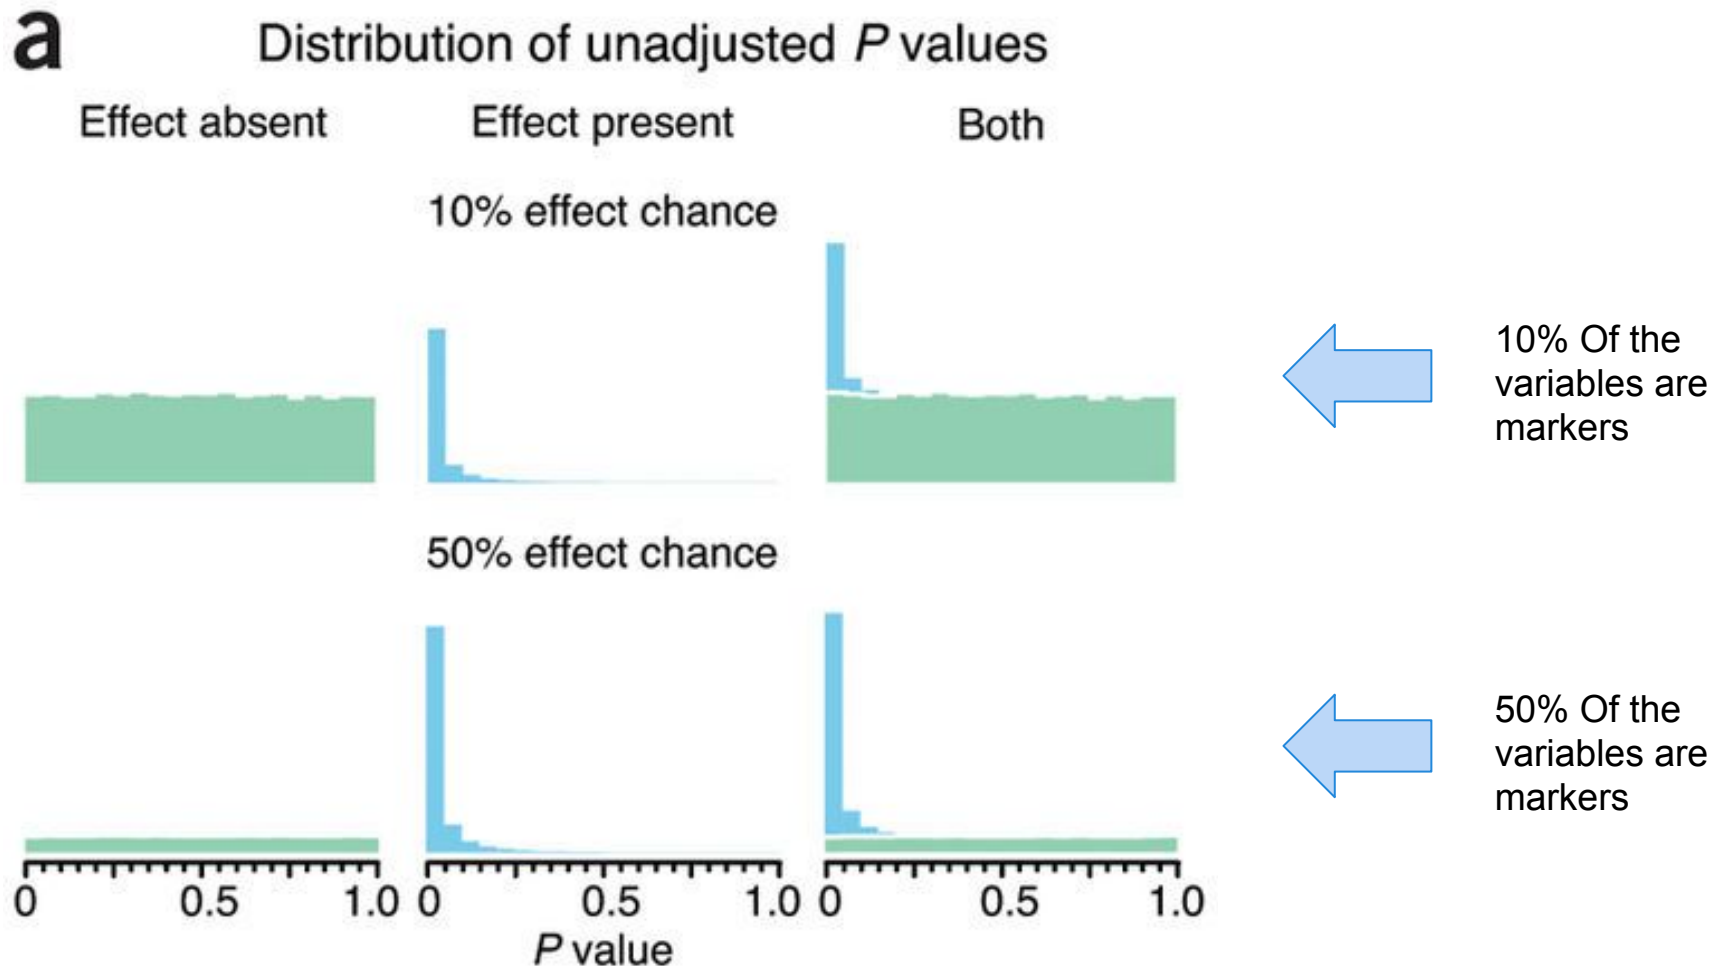 a
Distribution of unadjusted P values
Effect absent
Effect present
Both
10% effect chance
10% Of the
variables are
markers
50% effect chance
50% Of the
variables are
markers
0 0.5 1.0 0 0.5 1.0 0 0.5 1.0
P value